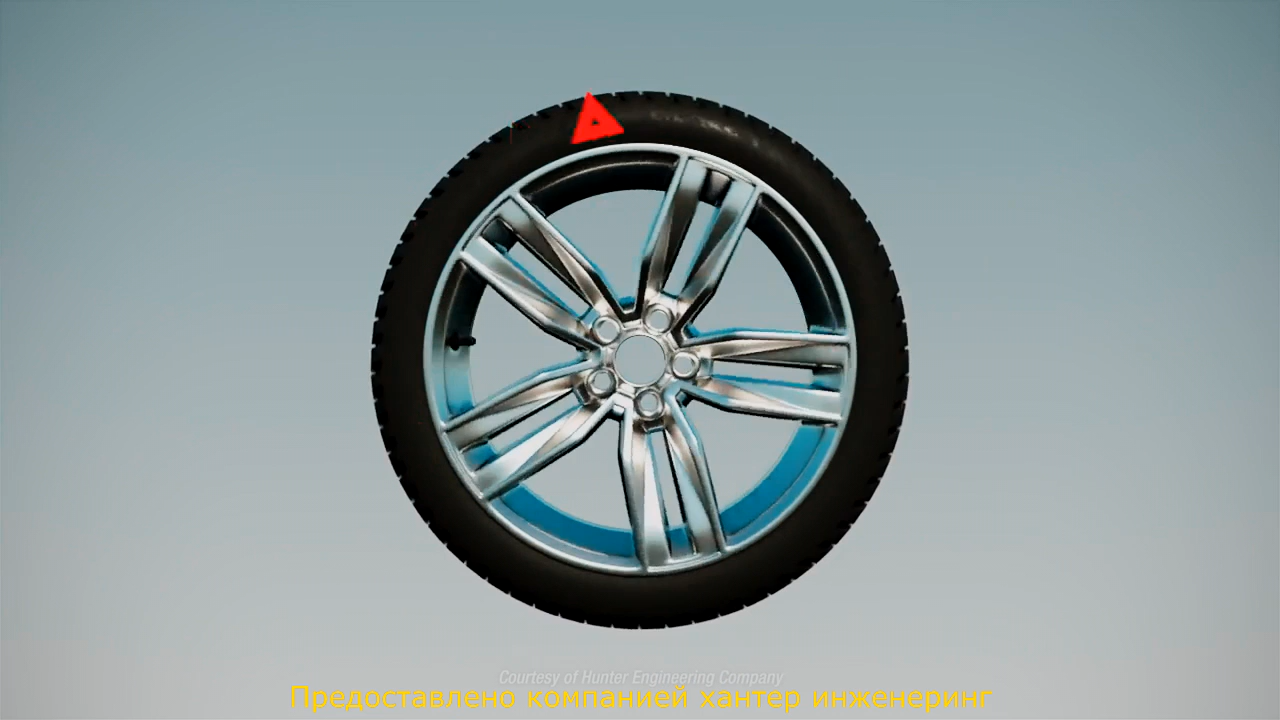 Courtesy of Hunter Engineering Company
Предоставлено компанией хантер инженеринг